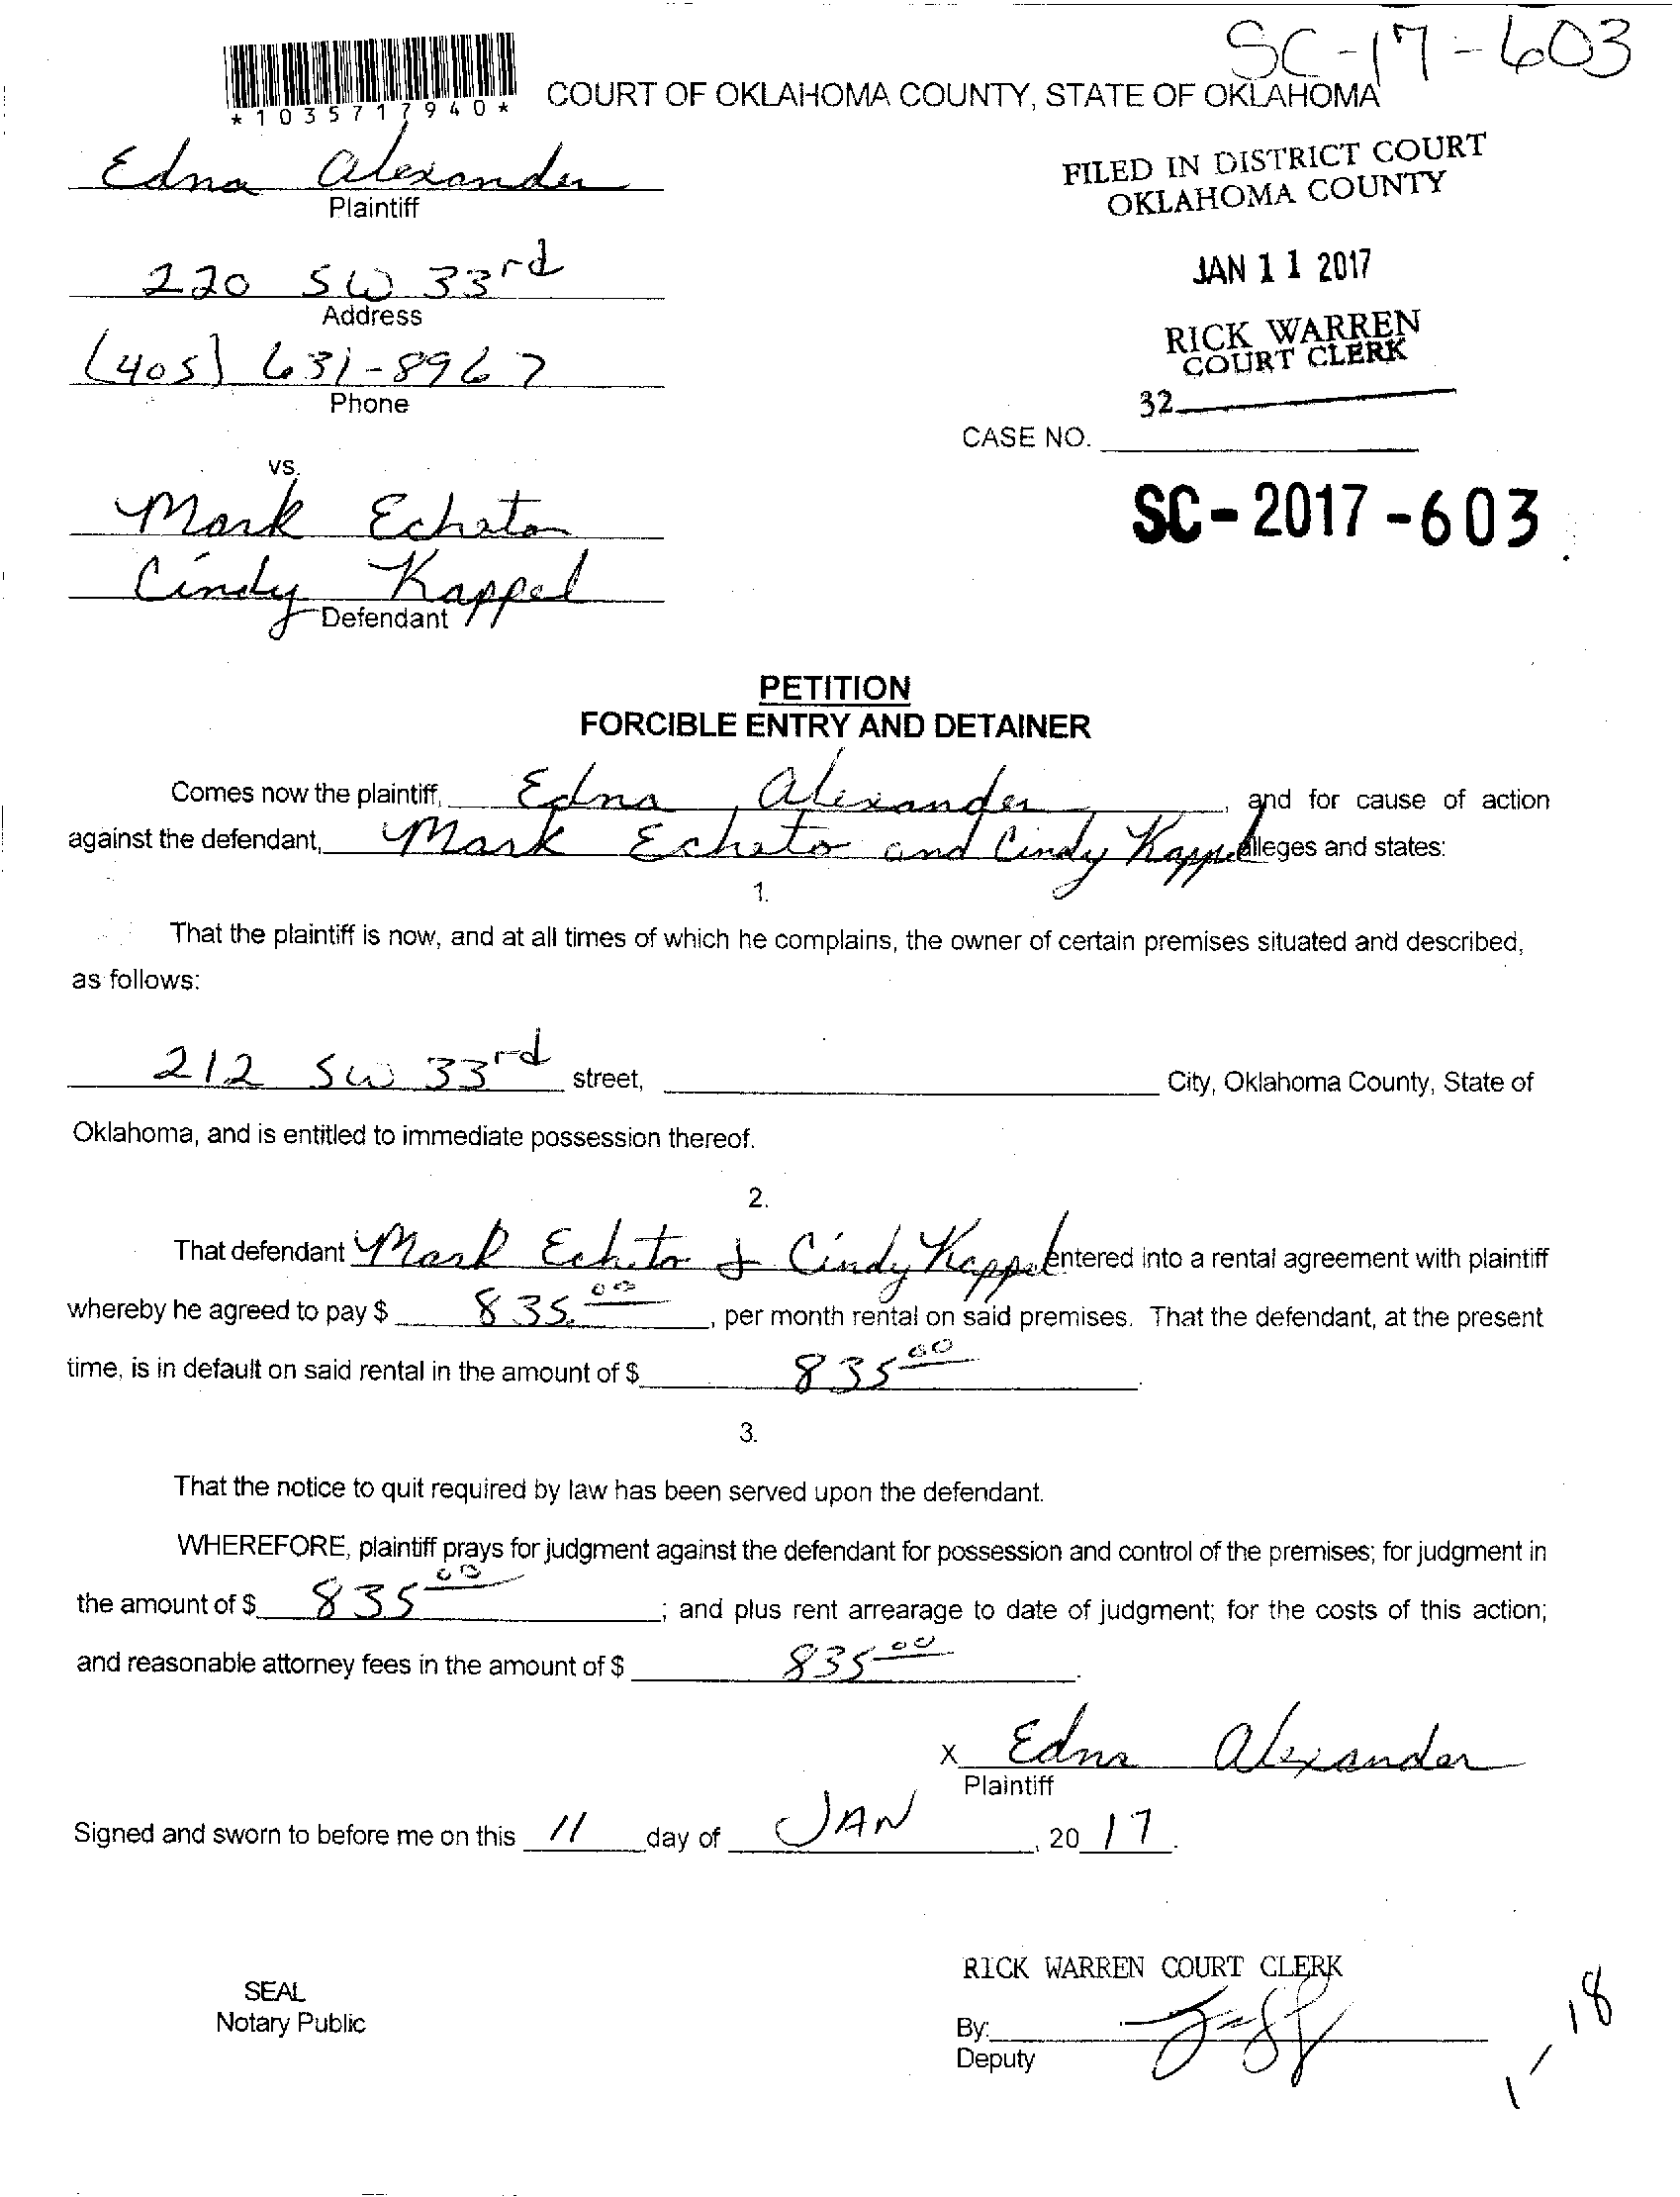 SC-17-603
*1035717940*
COURT OF OKLAHOMA COUNTY, STATE OF OKLAHOMA
Edna Alexander
Plaintiff
FILED IN DISTRICT COURT
OKLAHOMA COUNTY
220 SW 33rd
Address
JAN 11 2017
(405) 631-8967
Phone
RICK WARREN
COURT CLERK
32
CASE NO.
vs.
Mark Echeto
Cindy Kappel
Defendant
SC-2017-603
PETITION
FORCIBLE ENTRY AND DETAINER
Comes now the plaintiff, Edna Alexander, and for cause of action
against the defendant, Mark Echeto and Cindy Kappel alleges and states:
1.
That the plaintiff is now, and at all times of which he complains, the owner of certain premises situated and described,
as follows:
212 SW 33rd street, City, Oklahoma County, State of
Oklahoma, and is entitled to immediate possession thereof.
2.
That defendant Mark Echeto & Cindy Kappel entered into a rental agreement with plaintiff
whereby he agreed to pay $ 835.00, per month rental on said premises. That the defendant, at the present
time, is in default on said rental in the amount of $ 835 00.
3.
That the notice to quit required by law has been served upon the defendant.
WHEREFORE, plaintiff prays for judgment against the defendant for possession and control of the premises; for judgment in
the amount of $ 835 00; and plus rent arrearage to date of judgment; for the costs of this action;
and reasonable attorney fees in the amount of $ 835 00.
X Edna Alexander
Plaintiff
Signed and sworn to before me on this 11 day of JAN, 20 17.
RICK WARREN COURT CLERK
SEAL
Notary Public
By:
Deputy
1-18